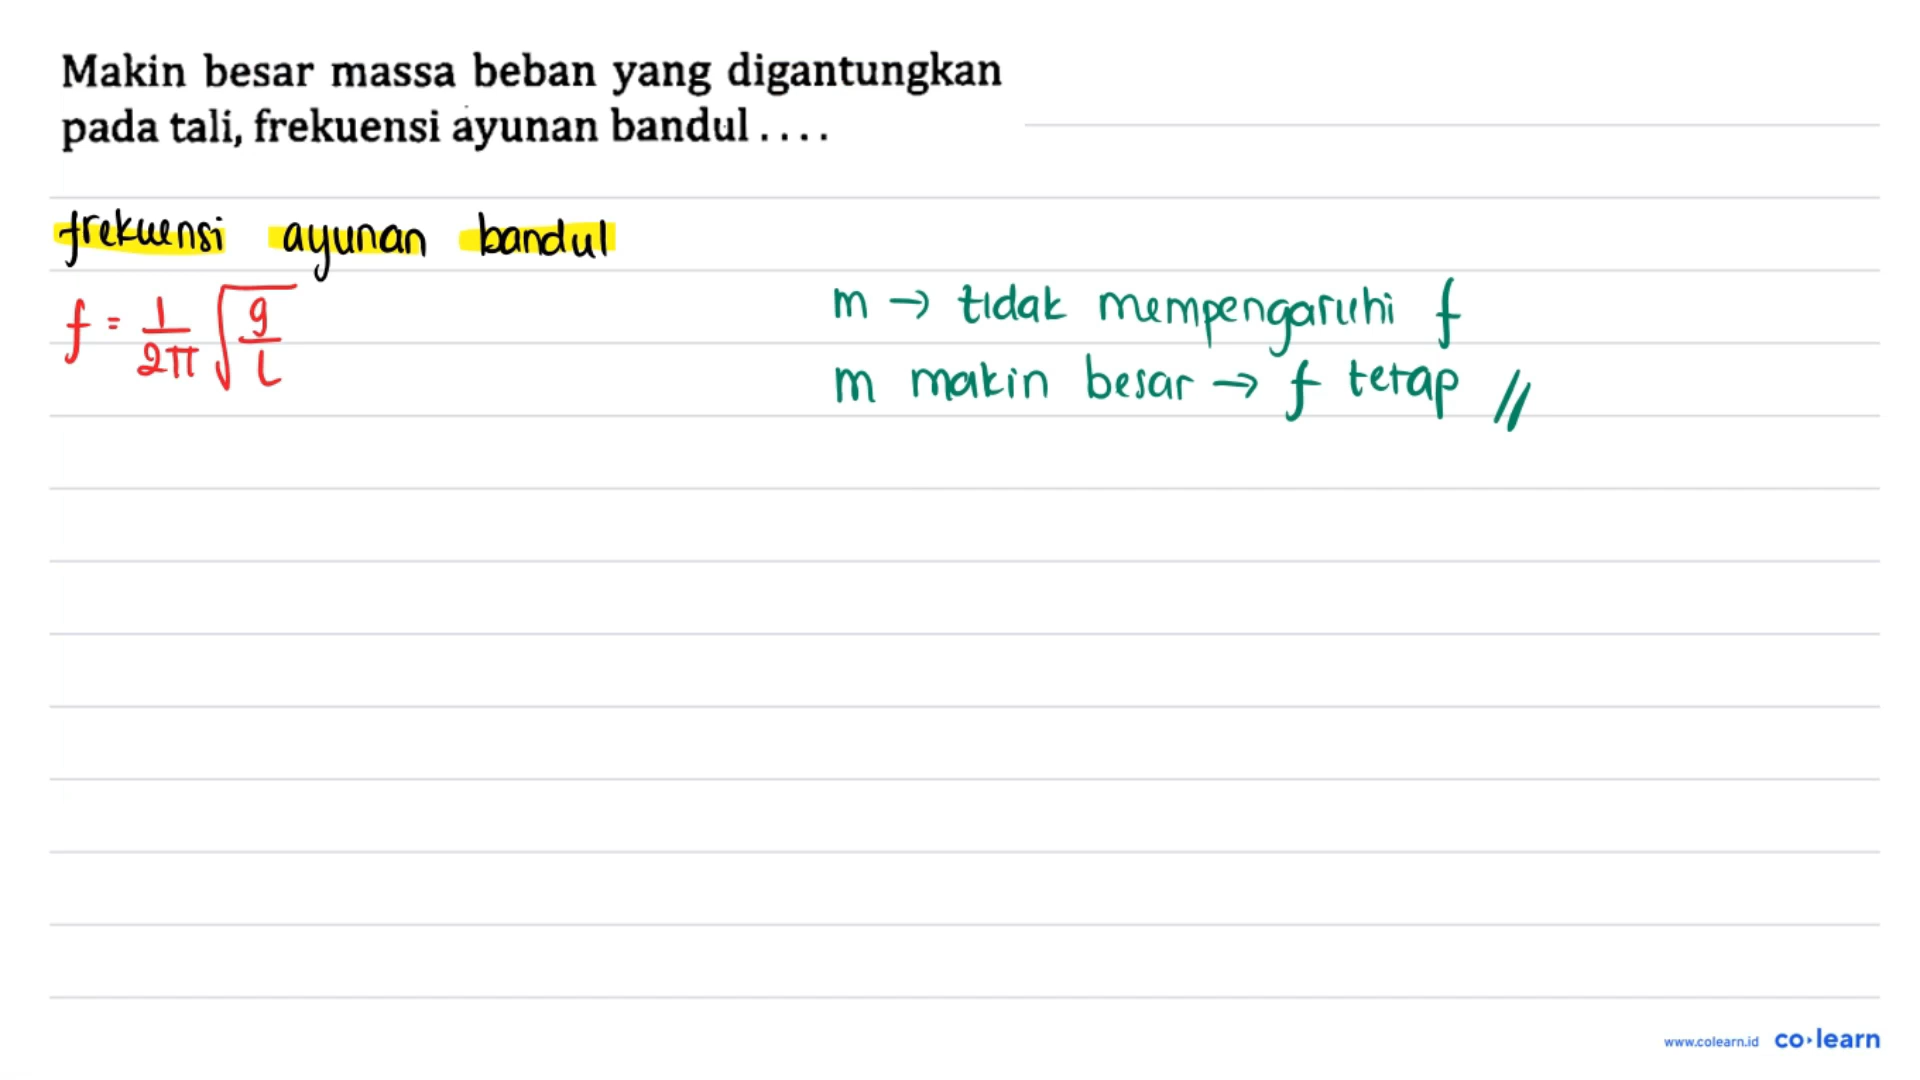 Makin besar massa beban yang digantungkan
pada tali, frekuensi ayunan bandul . . . .
frekuensi ayunan bandul
f = 1/2π √g/L
m → tidak mempengaruhi f
m makin besar → f tetap //
www.colearn.id co▸learn